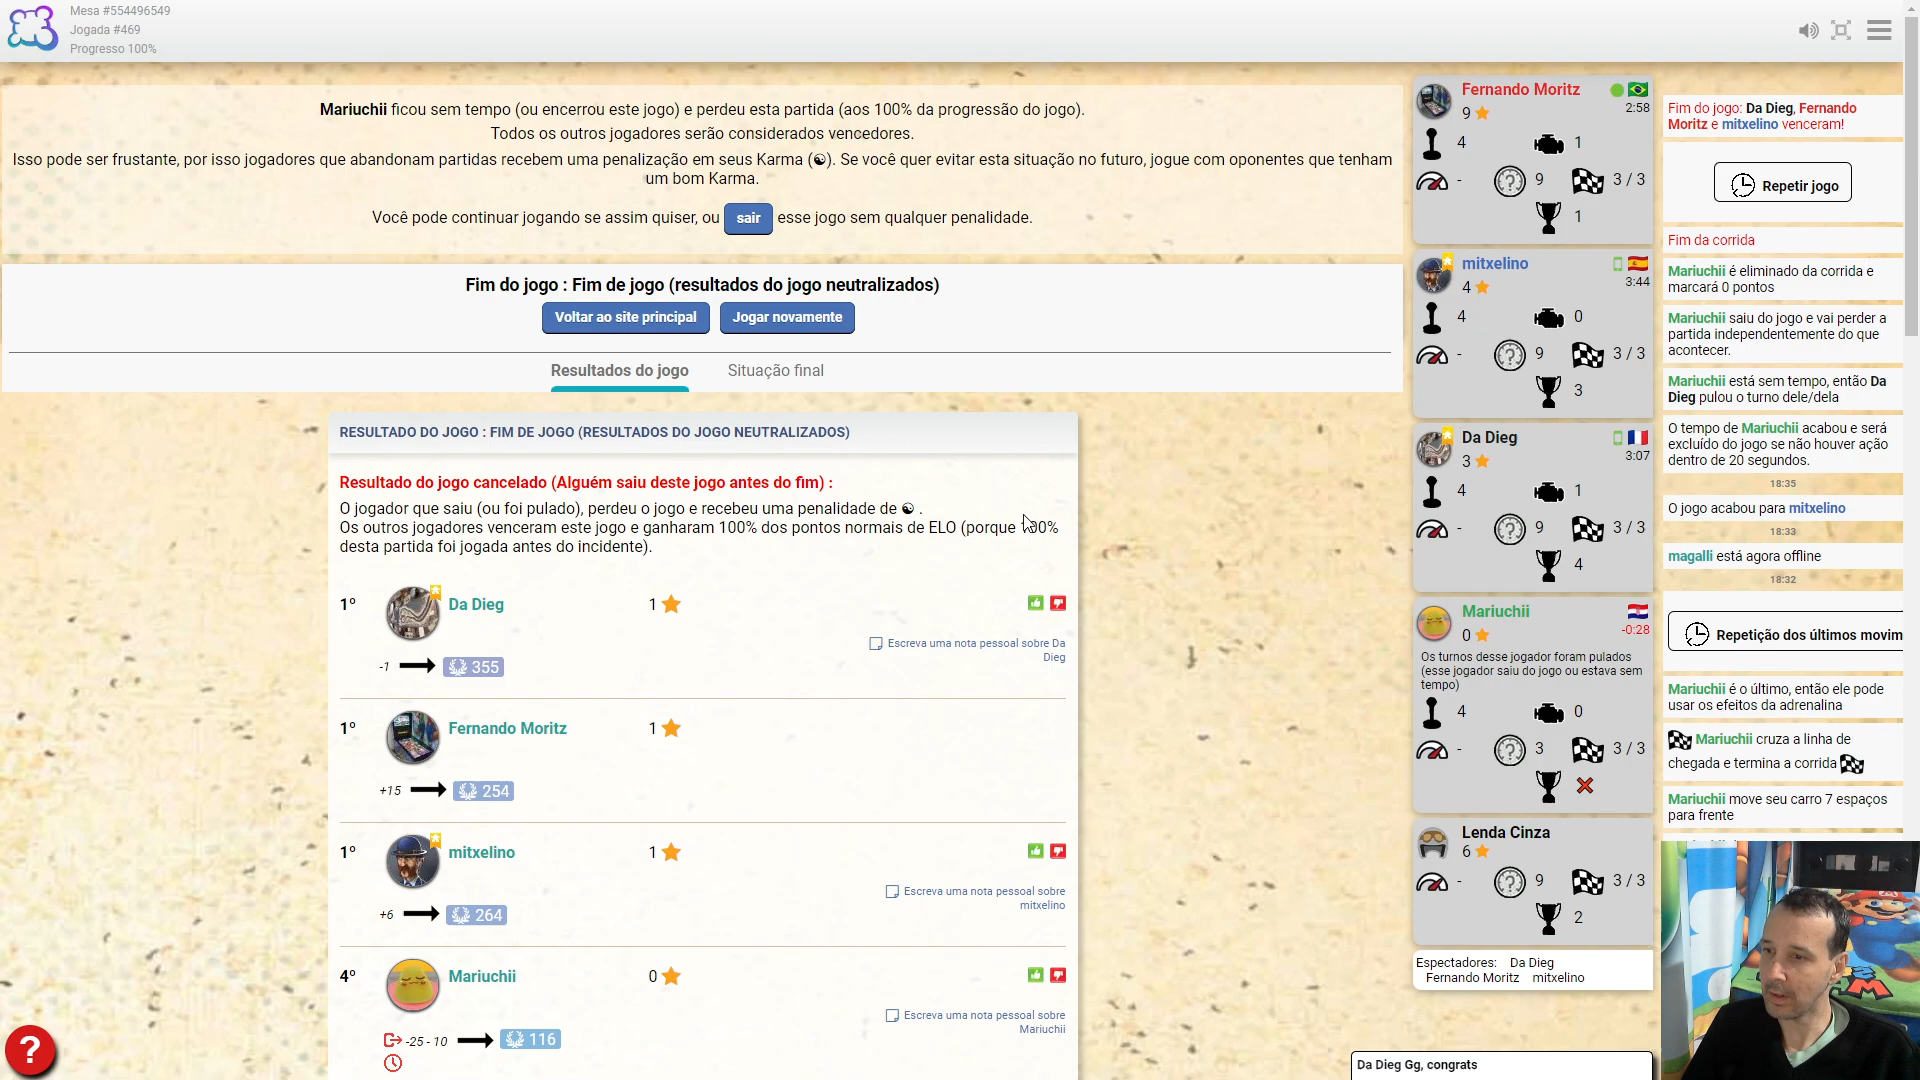 Mesa #554496549
Jogada #469
Progresso 100%
Mariuchii ficou sem tempo (ou encerrou este jogo) e perdeu esta partida (aos 100% da progressão do jogo).
Todos os outros jogadores serão considerados vencedores.
Isso pode ser frustante, por isso jogadores que abandonam partidas recebem uma penalização em seus Karma (☯). Se você quer evitar esta situação no futuro, jogue com oponentes que tenham
um bom Karma.
Você pode continuar jogando se assim quiser, ou sair esse jogo sem qualquer penalidade.
Fim do jogo : Fim de jogo (resultados do jogo neutralizados)
Voltar ao site principal Jogar novamente
Resultados do jogo Situação final
RESULTADO DO JOGO : FIM DE JOGO (RESULTADOS DO JOGO NEUTRALIZADOS)
Resultado do jogo cancelado (Alguém saiu deste jogo antes do fim) :
O jogador que saiu (ou foi pulado), perdeu o jogo e recebeu uma penalidade de ☯ .
Os outros jogadores venceram este jogo e ganharam 100% dos pontos normais de ELO (porque 100%
desta partida foi jogada antes do incidente).
1º Da Dieg 1
Escreva uma nota pessoal sobre Da
Dieg
-1 355
1º Fernando Moritz 1
+15 254
1º mitxelino 1
Escreva uma nota pessoal sobre
mitxelino
+6 264
4º Mariuchii 0
Escreva uma nota pessoal sobre
Mariuchii
-25 - 10 116
?
Fernando Moritz
9 2:58
4 1
- ? 9 3 / 3
1
mitxelino
4 3:44
4 0
- ? 9 3 / 3
3
Da Dieg
3 3:07
4 1
- ? 9 3 / 3
4
Mariuchii
0 -0:28
Os turnos desse jogador foram pulados
(esse jogador saiu do jogo ou estava sem
tempo)
4 0
- ? 3 3 / 3
Lenda Cinza
6
- ? 9 3 / 3
2
Espectadores: Da Dieg
Fernando Moritz mitxelino
Da Dieg Gg, congrats
Fim do jogo: Da Dieg, Fernando
Moritz e mitxelino venceram!
Repetir jogo
Fim da corrida
Mariuchii é eliminado da corrida e
marcará 0 pontos
Mariuchii saiu do jogo e vai perder a
partida independentemente do que
acontecer.
Mariuchii está sem tempo, então Da
Dieg pulou o turno dele/dela
O tempo de Mariuchii acabou e será
excluído do jogo se não houver ação
dentro de 20 segundos.
18:35
O jogo acabou para mitxelino
18:33
magalli está agora offline
18:32
Repetição dos últimos movim
Mariuchii é o último, então ele pode
usar os efeitos da adrenalina
Mariuchii cruza a linha de
chegada e termina a corrida
Mariuchii move seu carro 7 espaços
para frente